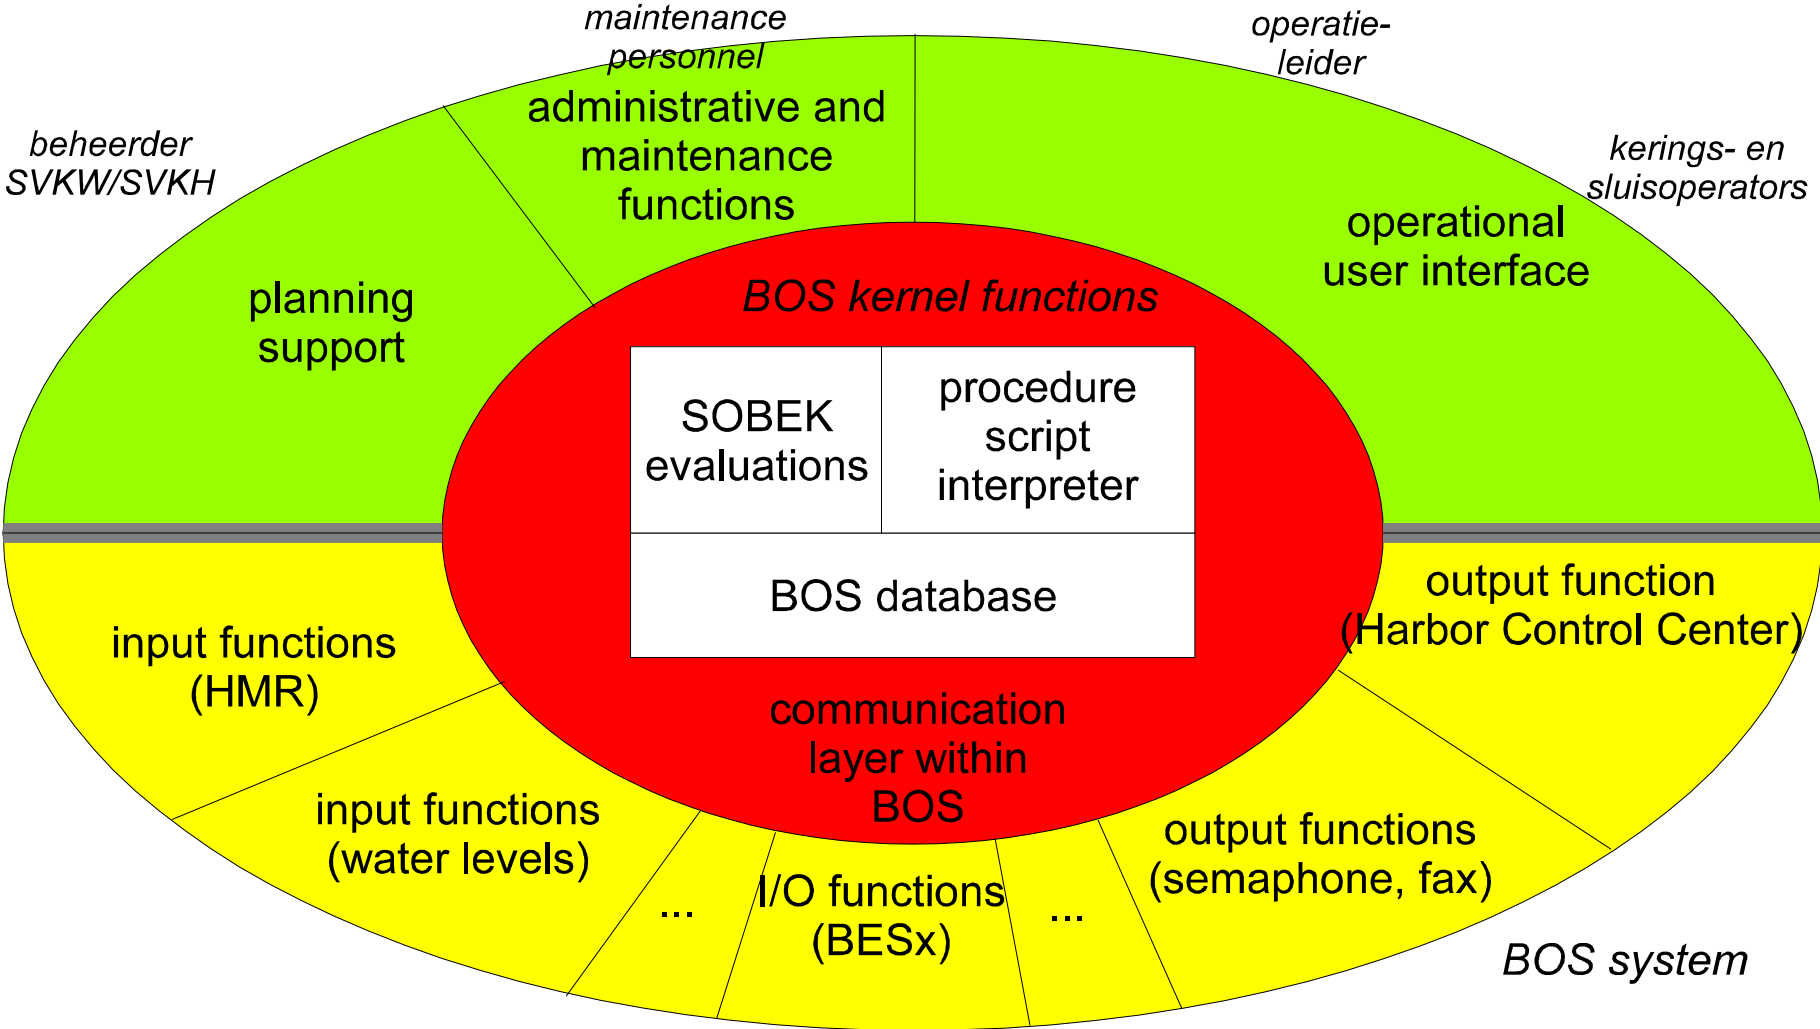 maintenance
personnel
operatie-
leider
beheerder
SVKW/SVKH
kerings- en
sluisoperators
administrative and
maintenance
functions
operational
user interface
planning
support
BOS kernel functions
SOBEK
evaluations
procedure
script
interpreter
BOS database
communication
layer within
BOS
input functions
(HMR)
input functions
(water levels)
...
I/O functions
(BESx)
...
output functions
(semaphone, fax)
output function
(Harbor Control Center)
BOS system